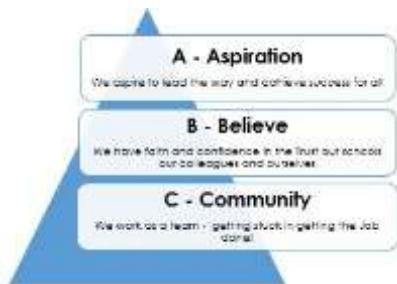 A - Aspiration
We aspire to lead the way and achieve success for all
B - Believe
We have faith and confidence in the Trust our schools
our colleagues and ourselves
C - Community
We work as a team - getting stuck in getting the Job
done!